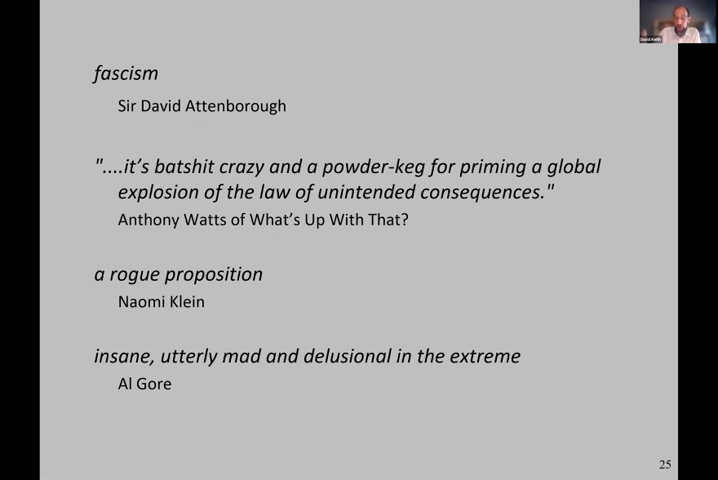 fascism
Sir David Attenborough
"....it's batshit crazy and a powder-keg for priming a global
explosion of the law of unintended consequences."
Anthony Watts of What's Up With That?
a rogue proposition
Naomi Klein
insane, utterly mad and delusional in the extreme
Al Gore
25